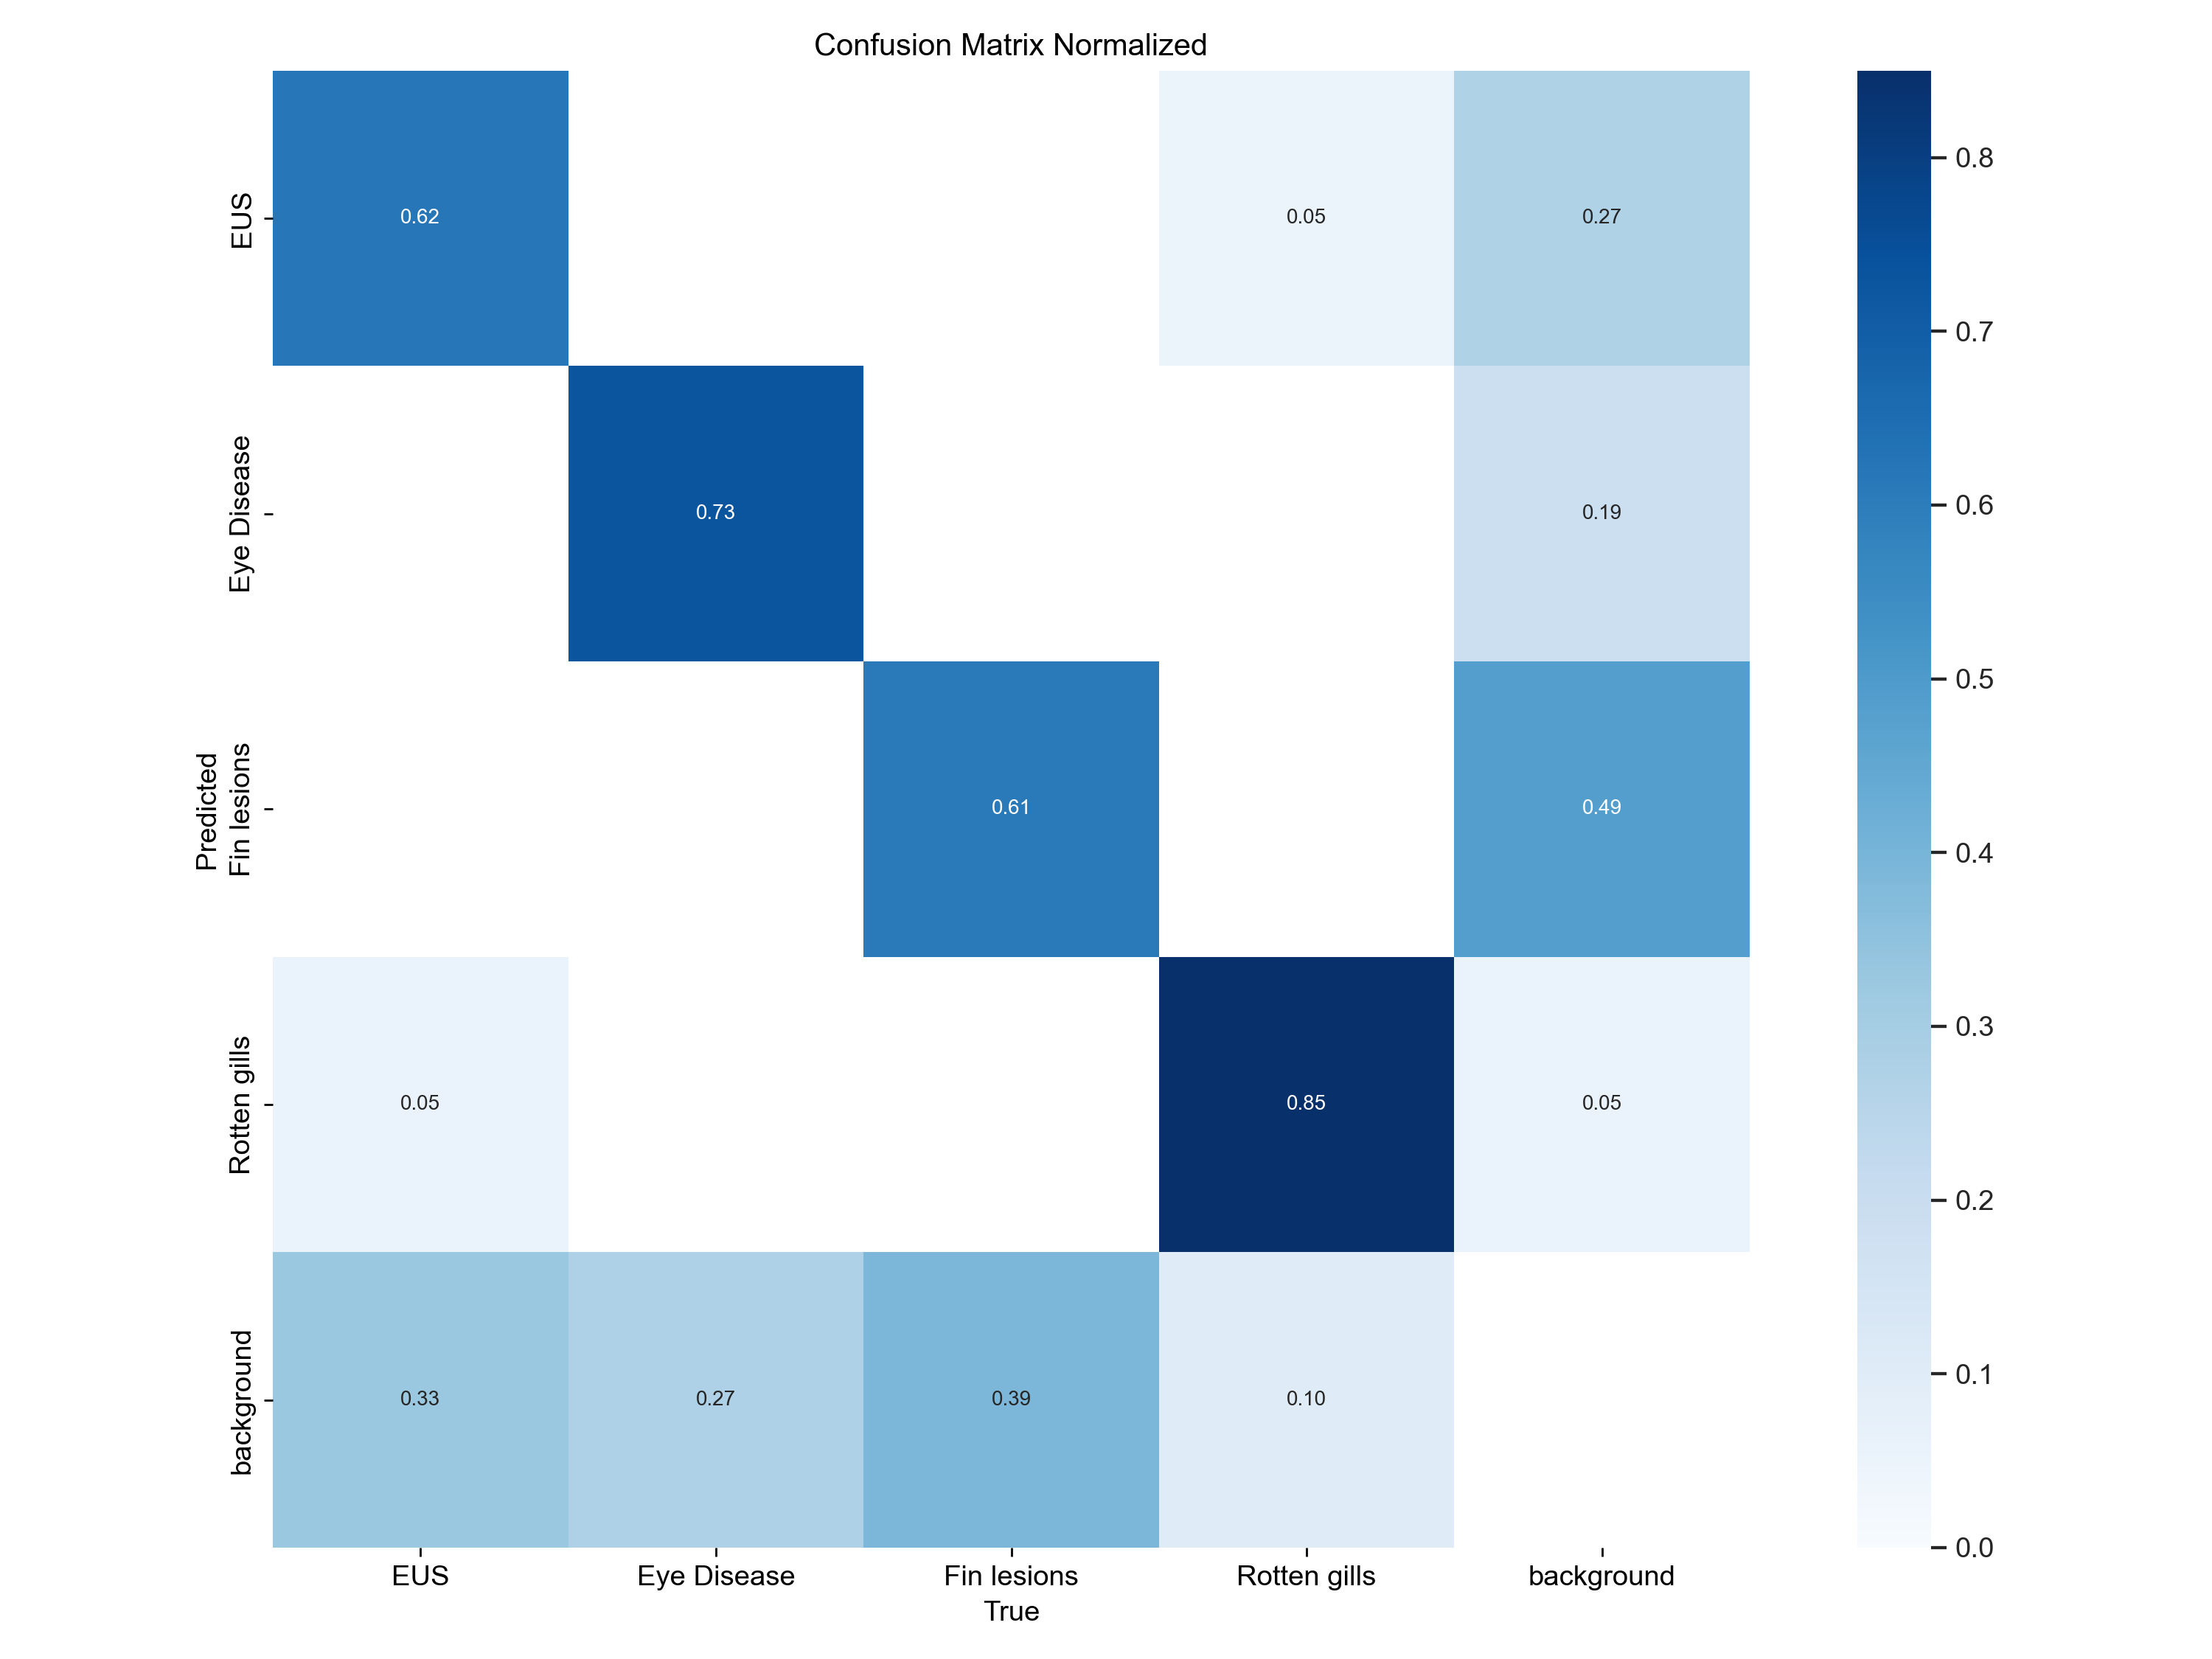 Confusion Matrix Normalized
EUS
0.62
0.05
0.27
Eye Disease
0.73
0.19
Predicted
Fin lesions
0.61
0.49
Rotten gills
0.05
0.85
0.05
background
0.33
0.27
0.39
0.10
EUS
Eye Disease
Fin lesions
Rotten gills
background
True
0.8
0.7
0.6
0.5
0.4
0.3
0.2
0.1
0.0